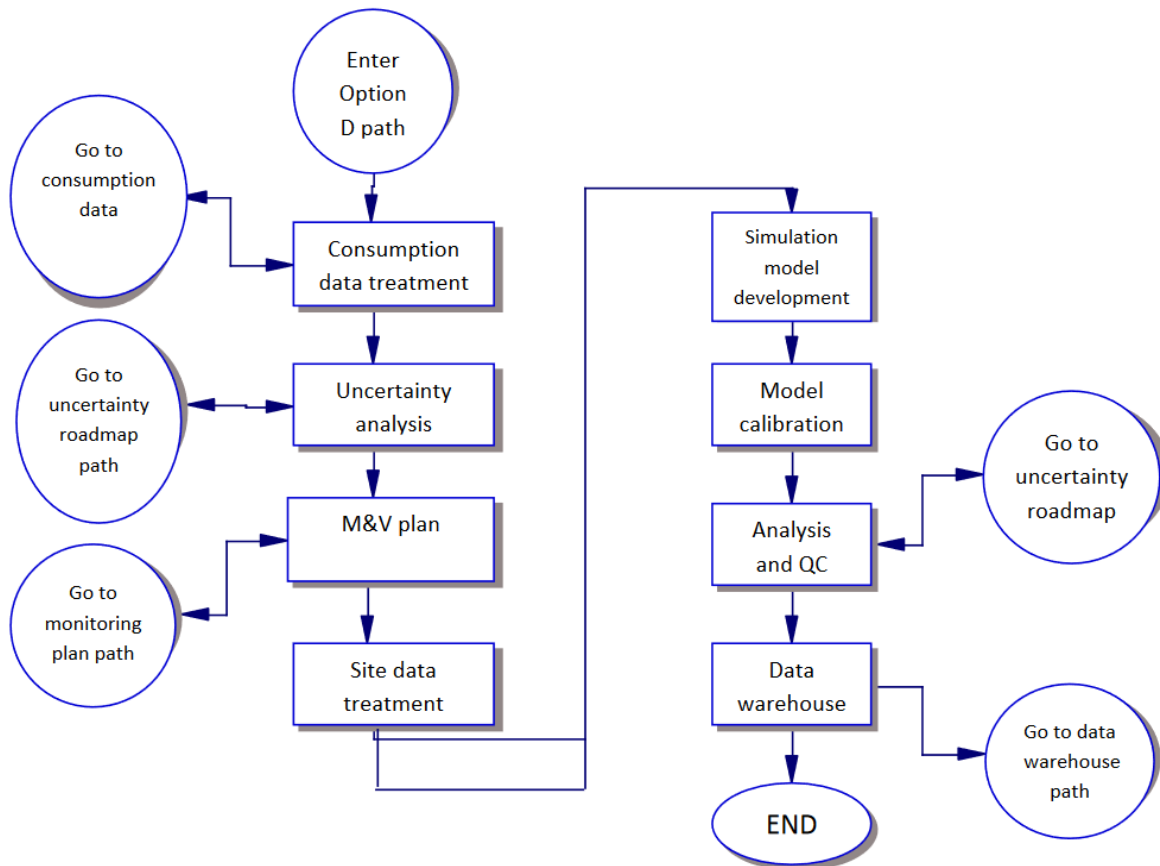 Enter
Option
D path
Go to
consumption
data
Consumption
data treatment
Go to
uncertainty
roadmap
path
Uncertainty
analysis
M&V plan
Go to
monitoring
plan path
Site data
treatment
Simulation
model
development
Model
calibration
Go to
uncertainty
roadmap
Analysis
and QC
Data
warehouse
Go to data
warehouse
path
END